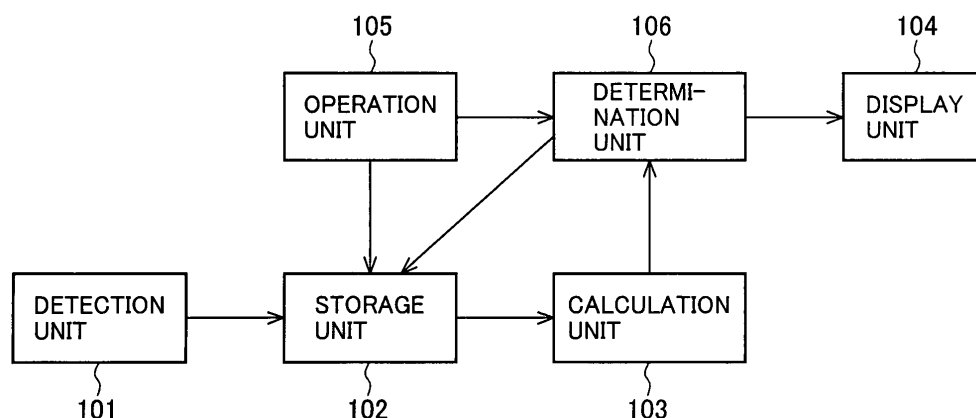 105
106
104
OPERATION
UNIT
DETERMI-
NATION
UNIT
DISPLAY
UNIT
DETECTION
UNIT
STORAGE
UNIT
CALCULATION
UNIT
101
102
103